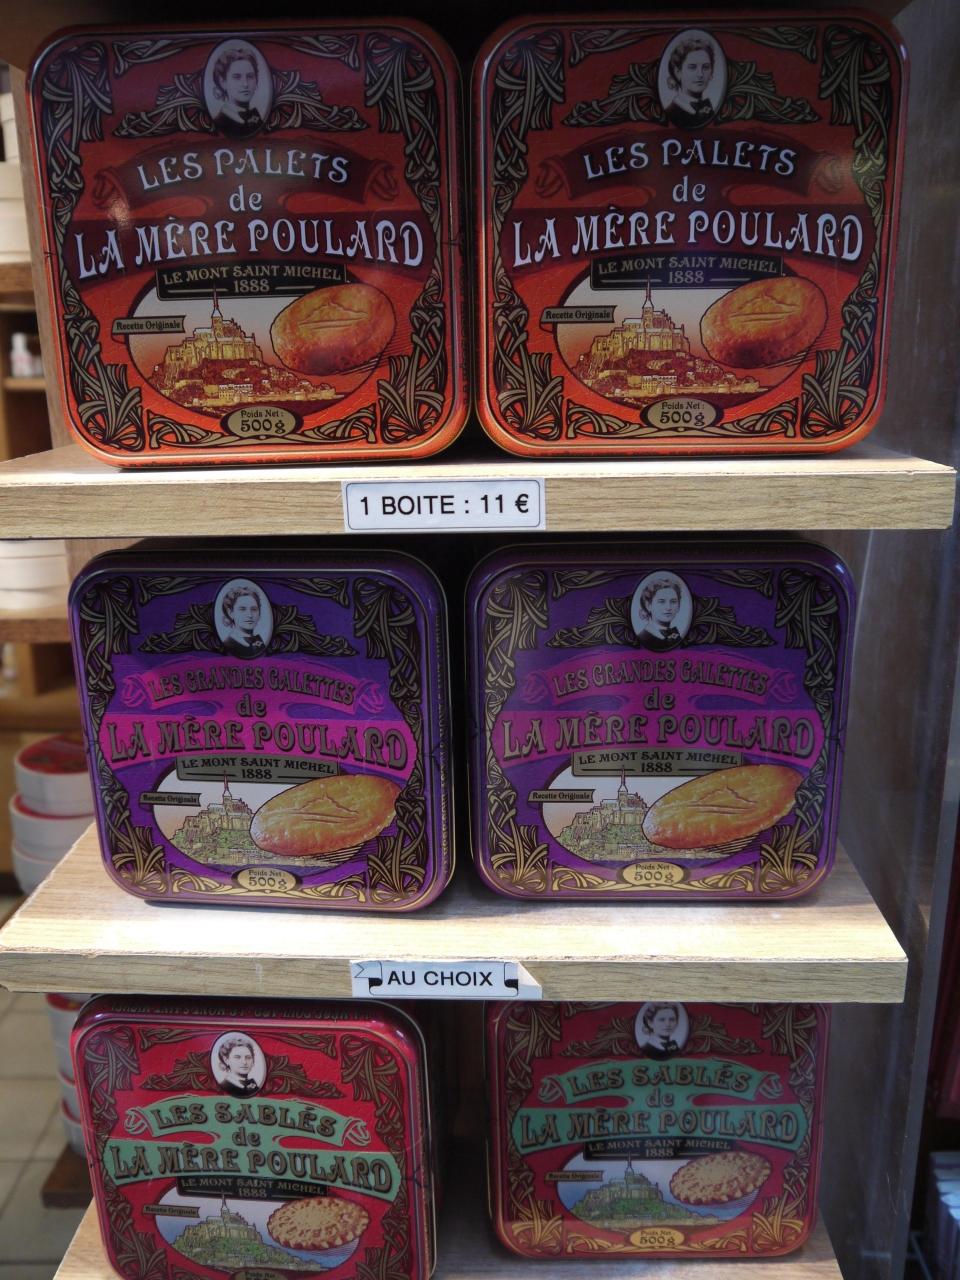 LES PALETS
de
LA MÈRE POULARD
LE MONT SAINT MICHEL
1888
Recette Originale
Poids Net :
500g
LES PALETS
de
LA MÈRE POULARD
LE MONT SAINT MICHEL
1888
Recette Originale
Poids Net :
500g
1 BOITE : 11 €
LES GRANDES GALETTES
de
LA MÈRE POULARD
LE MONT SAINT MICHEL
1888
Recette Originale
Poids Net :
500g
LES GRANDES GALETTES
de
LA MÈRE POULARD
LE MONT SAINT MICHEL
1888
Recette Originale
Poids Net :
500g
AU CHOIX
LES SABLÉS
de
LA MÈRE POULARD
LE MONT SAINT MICHEL
1888
Recette Originale
Poids Net :
LES SABLÉS
de
LA MÈRE POULARD
LE MONT SAINT MICHEL
1888
Recette Originale
Poids Net :
500g